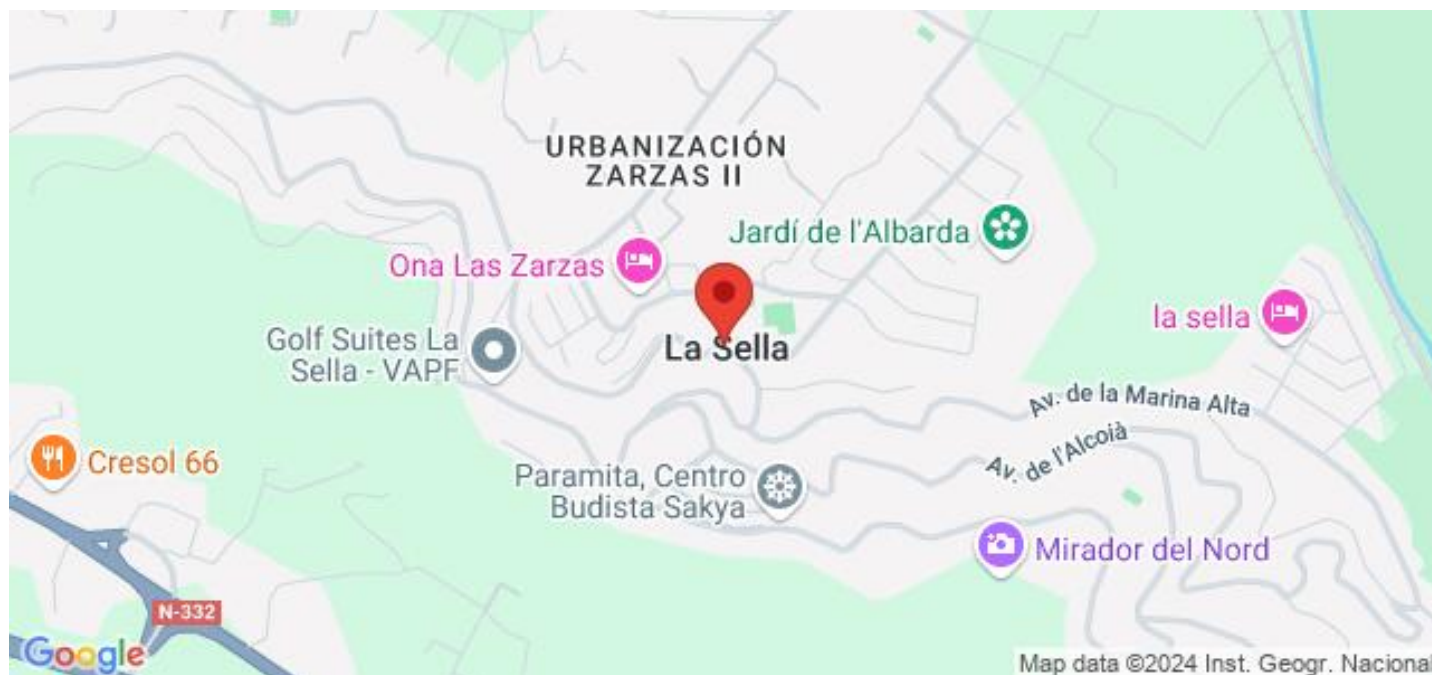 URBANIZACIÓN
ZARZAS II
Jardí de l'Albarda
Ona Las Zarzas
la sella
Golf Suites La
Sella - VAPF
La Sella
Av. de la Marina Alta
Av. de l'Alcoià
Cresol 66
Paramita, Centro
Budista Sakya
Mirador del Nord
N-332
Google
Map data ©2024 Inst. Geogr. Nacional